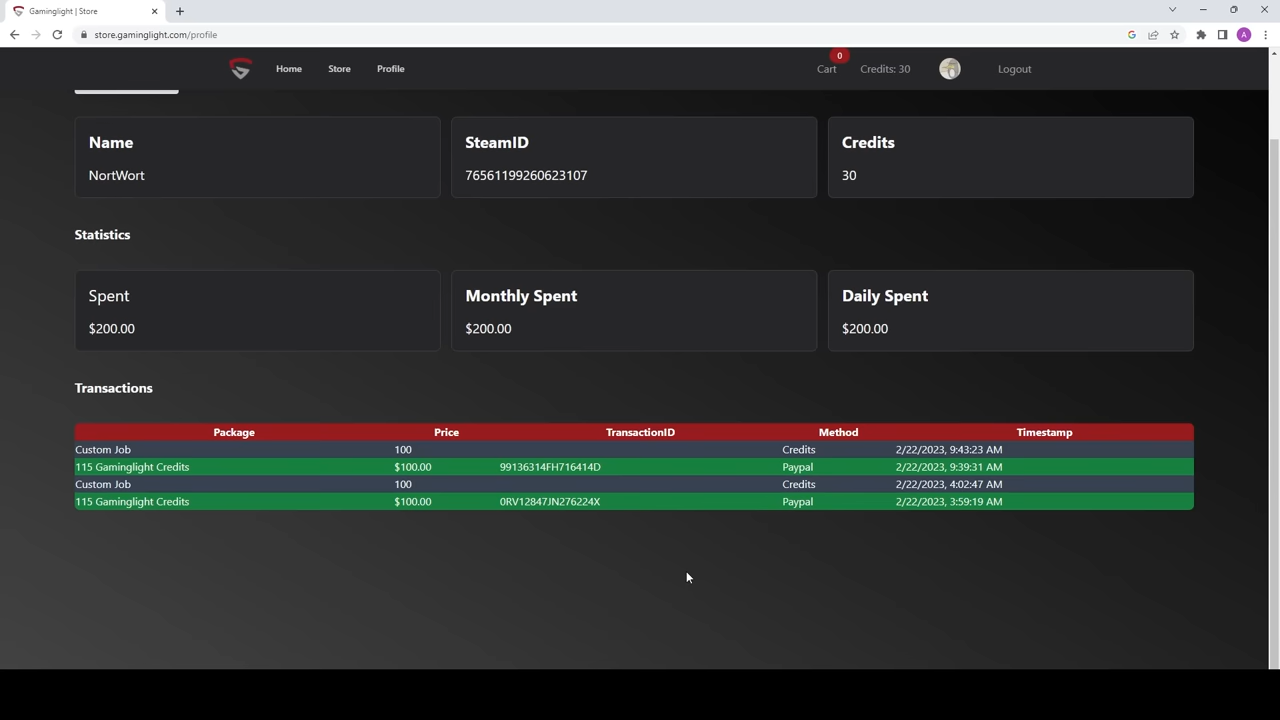 Gaminglight | Store
store.gaminglight.com/profile
A
Home Store Profile
0
Cart Credits: 30 Logout
Name SteamID Credits
NortWort 76561199260623107 30
Statistics
Spent Monthly Spent Daily Spent
$200.00 $200.00 $200.00
Transactions
Package Price TransactionID Method Timestamp
Custom Job 100 Credits 2/22/2023, 9:43:23 AM
115 Gaminglight Credits $100.00 99136314FH716414D Paypal 2/22/2023, 9:39:31 AM
Custom Job 100 Credits 2/22/2023, 4:02:47 AM
115 Gaminglight Credits $100.00 0RV12847JN276224X Paypal 2/22/2023, 3:59:19 AM